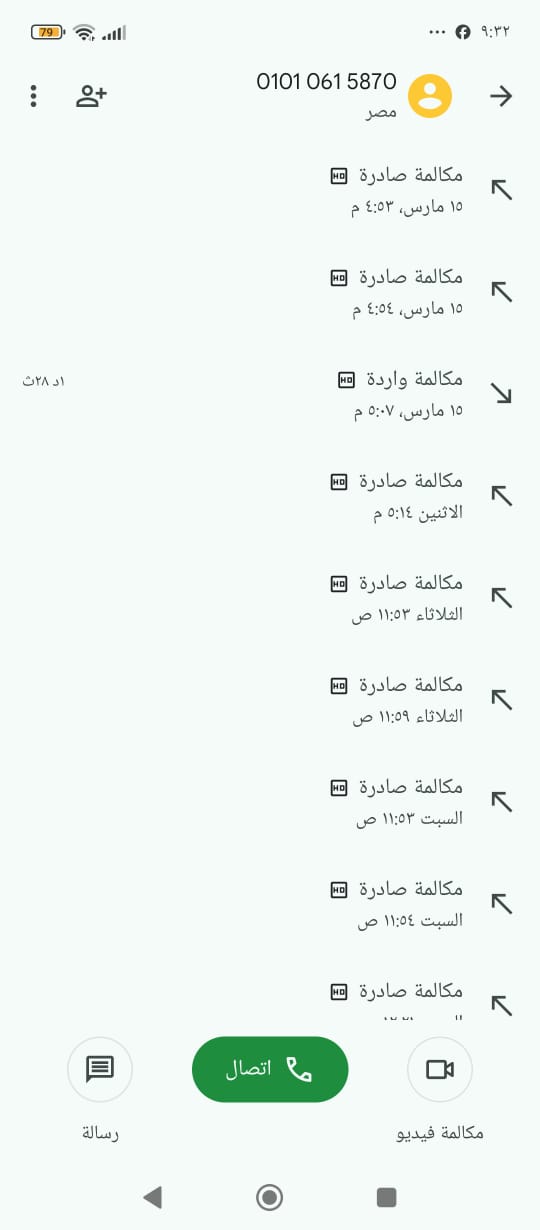 ٩:٣٢
79
0101 061 5870
مصر
مكالمة صادرة HD
١٥ مارس، ٤:٥٣ م
مكالمة صادرة HD
١٥ مارس، ٤:٥٤ م
مكالمة واردة HD
١٥ مارس، ٥:٠٧ م
١د ٢٨ث
مكالمة صادرة HD
الاثنين ٥:١٤ م
مكالمة صادرة HD
الثلاثاء ١١:٥٣ ص
مكالمة صادرة HD
الثلاثاء ١١:٥٩ ص
مكالمة صادرة HD
السبت ١١:٥٣ ص
مكالمة صادرة HD
السبت ١١:٥٤ ص
مكالمة صادرة HD
مكالمة فيديو
اتصال
رسالة